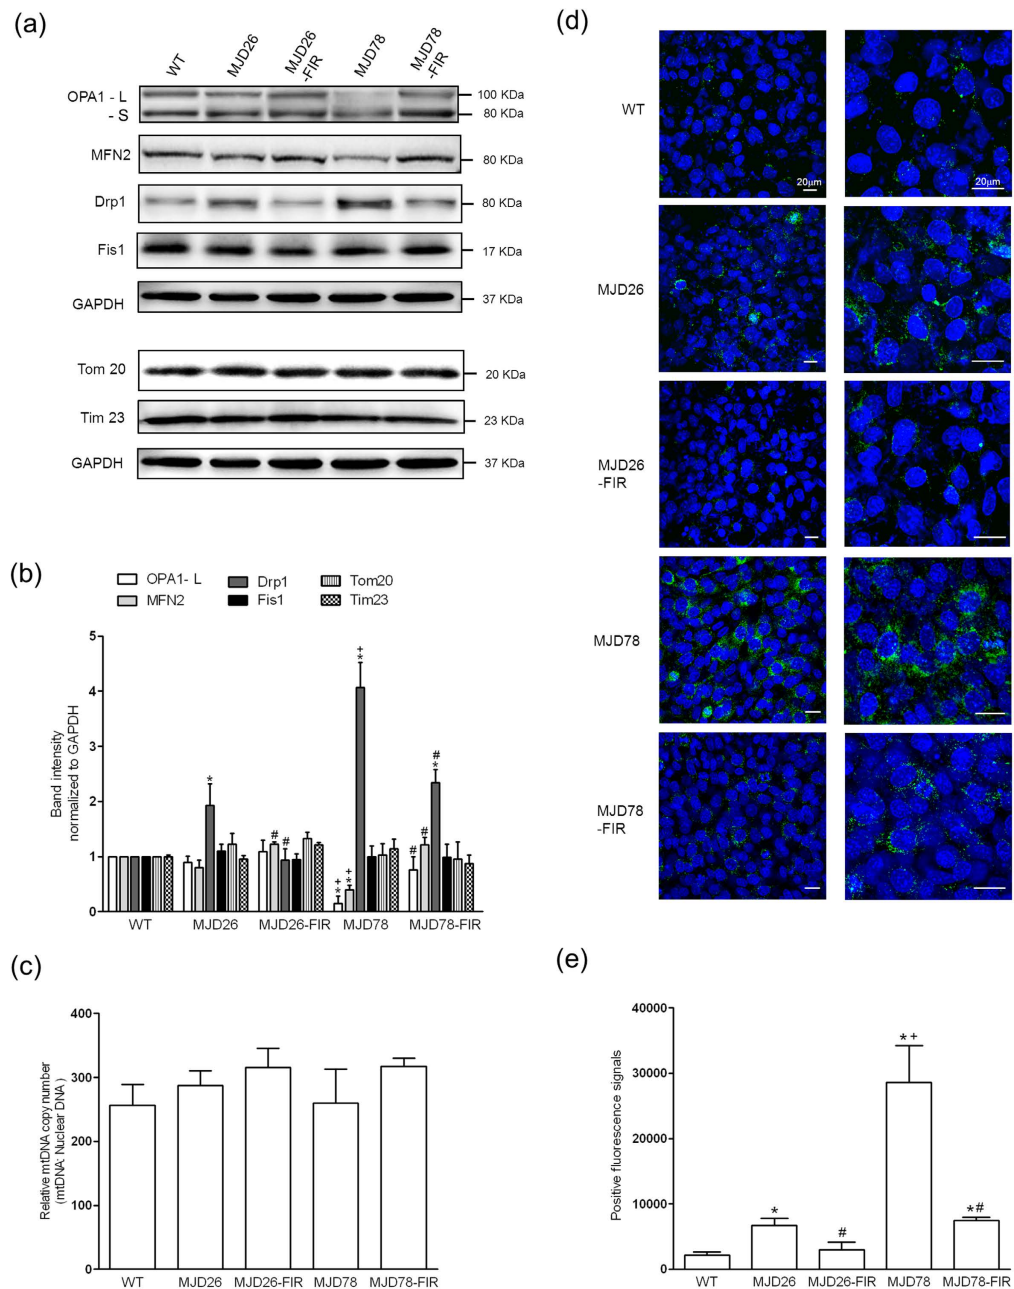 (a)
WT
MJD26
MJD26
-FIR
MJD78
MJD78
-FIR
OPA1 - L
100 KDa
- S
80 KDa
MFN2
80 KDa
Drp1
80 KDa
Fis1
17 KDa
GAPDH
37 KDa
Tom 20
20 KDa
Tim 23
23 KDa
GAPDH
37 KDa
(b)
OPA1- L
Drp1
Tom20
MFN2
Fis1
Tim23
Band intensity
normalized to GAPDH
5
4
3
2
1
0
*
#
#
+
*
+
*
+
*
#
#
#
*
WT
MJD26
MJD26-FIR
MJD78
MJD78-FIR
(c)
Relative mtDNA copy number
(mtDNA: Nuclear DNA )
400
300
200
100
0
WT
MJD26
MJD26-FIR
MJD78
MJD78-FIR
(d)
WT
20μm
20μm
MJD26
MJD26
-FIR
MJD78
MJD78
-FIR
(e)
Positive fluorescence signals
40000
30000
20000
10000
0
*
#
*+
*#
WT
MJD26
MJD26-FIR
MJD78
MJD78-FIR